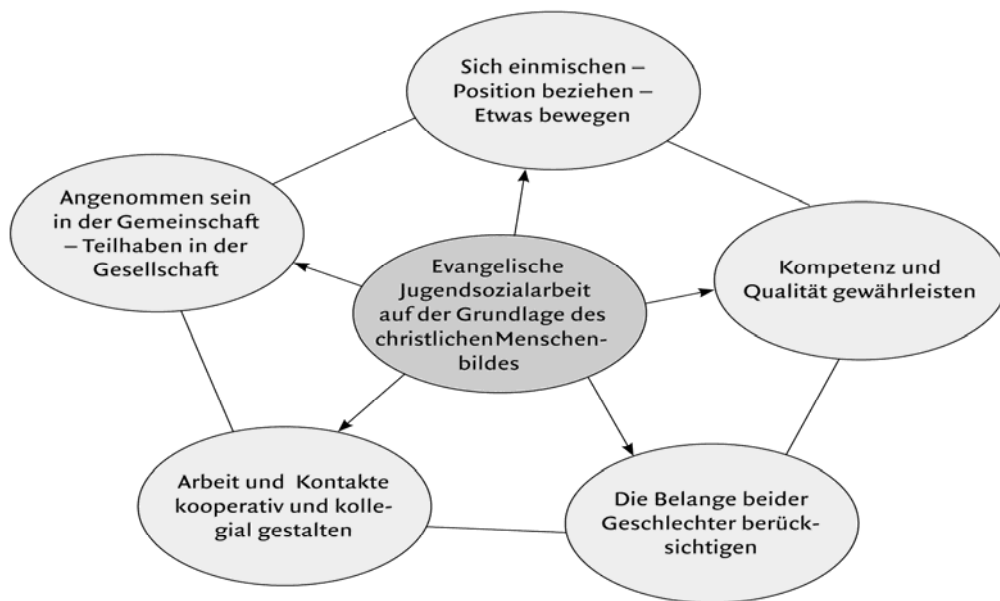 Sich einmischen –
Position beziehen –
Etwas bewegen
Angenommen sein
in der Gemeinschaft
– Teilhaben in der
Gesellschaft
Evangelische
Jugendsozialarbeit
auf der Grundlage des
christlichen Menschen-
bildes
Kompetenz und
Qualität gewährleisten
Arbeit und Kontakte
kooperativ und kolle-
gial gestalten
Die Belange beider
Geschlechter berück-
sichtigen